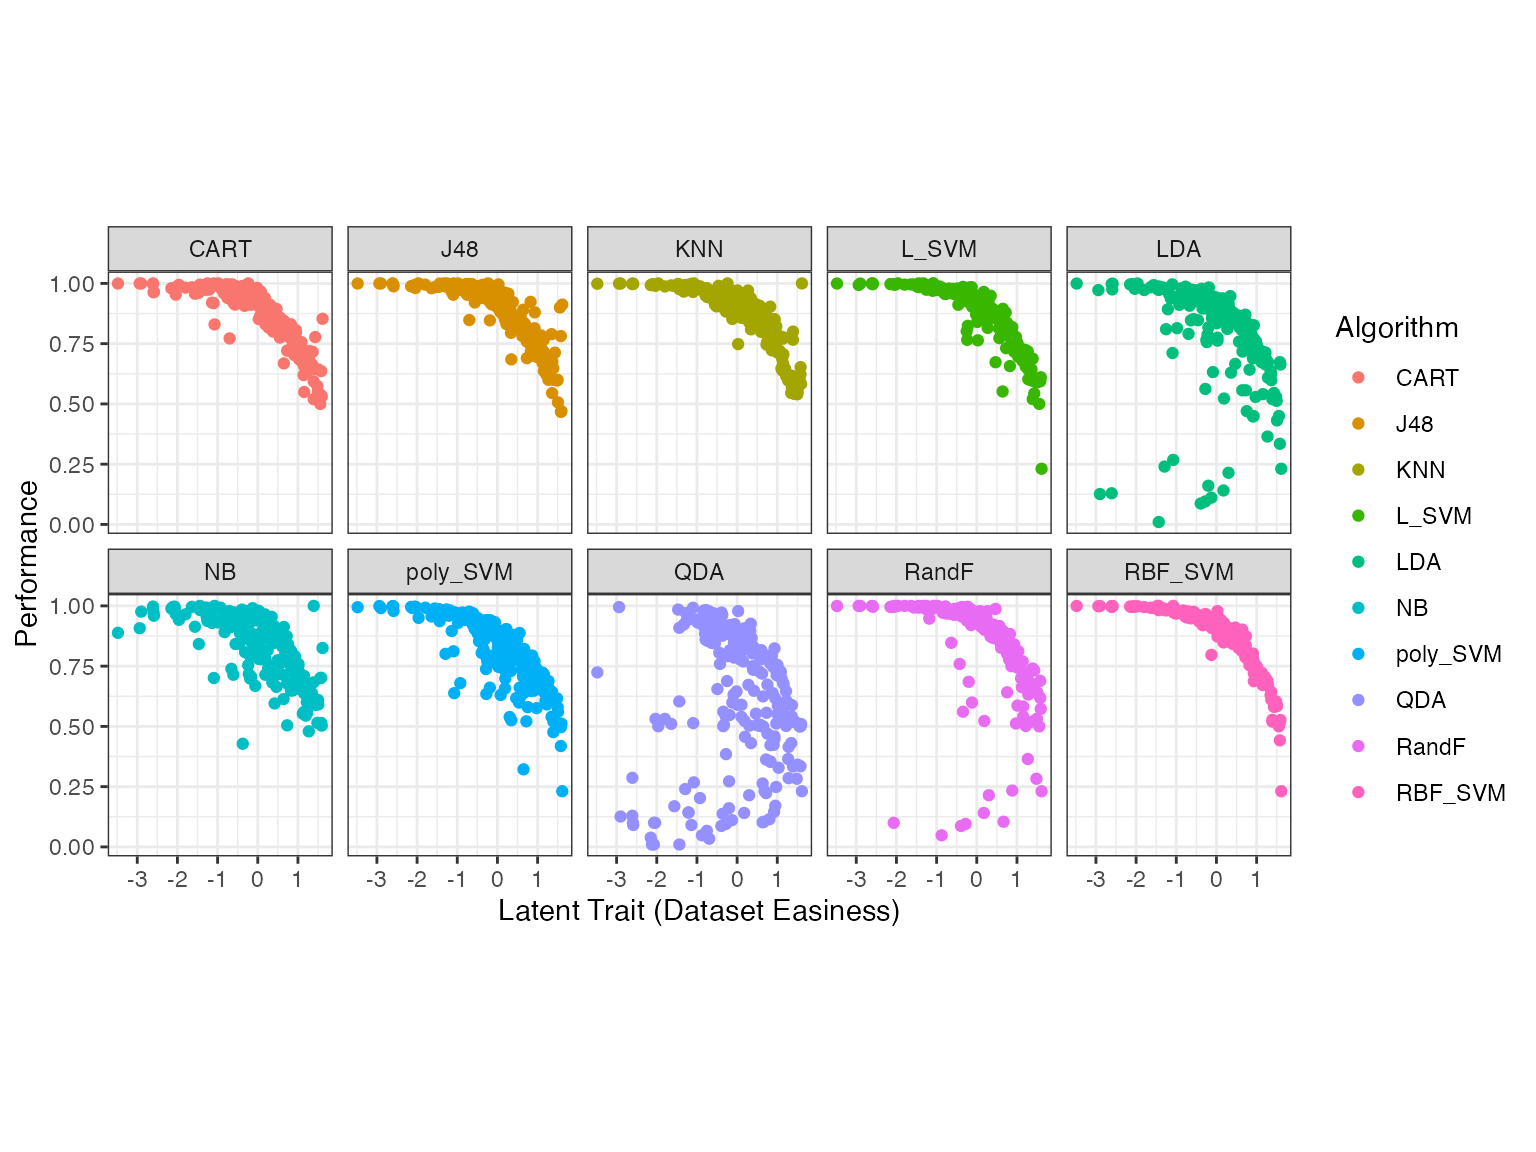 CART J48 KNN L_SVM LDA
1.00
0.75
0.50
0.25
0.00
NB poly_SVM QDA RandF RBF_SVM
1.00
0.75
0.50
0.25
0.00
-3 -2 -1 0 1 -3 -2 -1 0 1 -3 -2 -1 0 1 -3 -2 -1 0 1 -3 -2 -1 0 1
Latent Trait (Dataset Easiness)
Performance
Algorithm
CART
J48
KNN
L_SVM
LDA
NB
poly_SVM
QDA
RandF
RBF_SVM